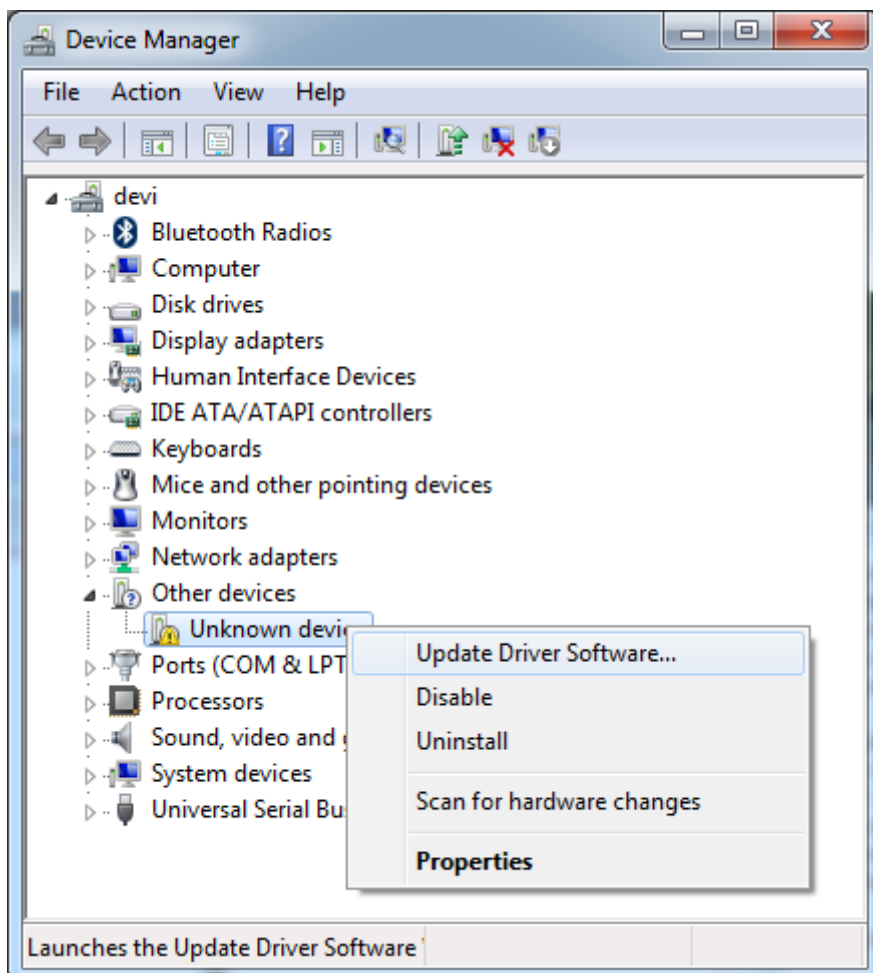 Device Manager
File Action View Help
devi
Bluetooth Radios
Computer
Disk drives
Display adapters
Human Interface Devices
IDE ATA/ATAPI controllers
Keyboards
Mice and other pointing devices
Monitors
Network adapters
Other devices
Unknown devic
Ports (COM & LPT
Processors
Sound, video and
System devices
Universal Serial Bu
Update Driver Software...
Disable
Uninstall
Scan for hardware changes
Properties
Launches the Update Driver Software